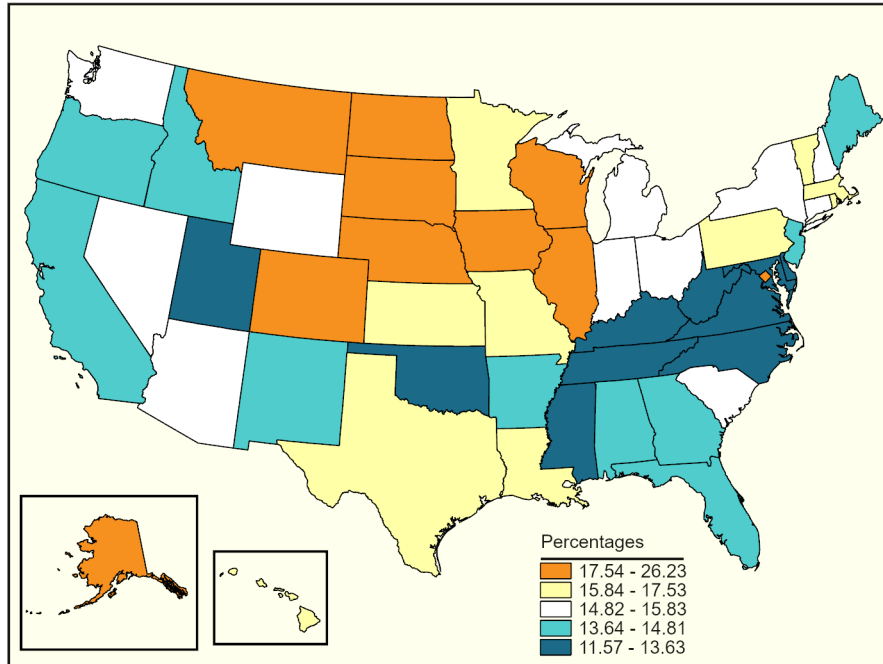 Percentages
17.54 - 26.23
15.84 - 17.53
14.82 - 15.83
13.64 - 14.81
11.57 - 13.63